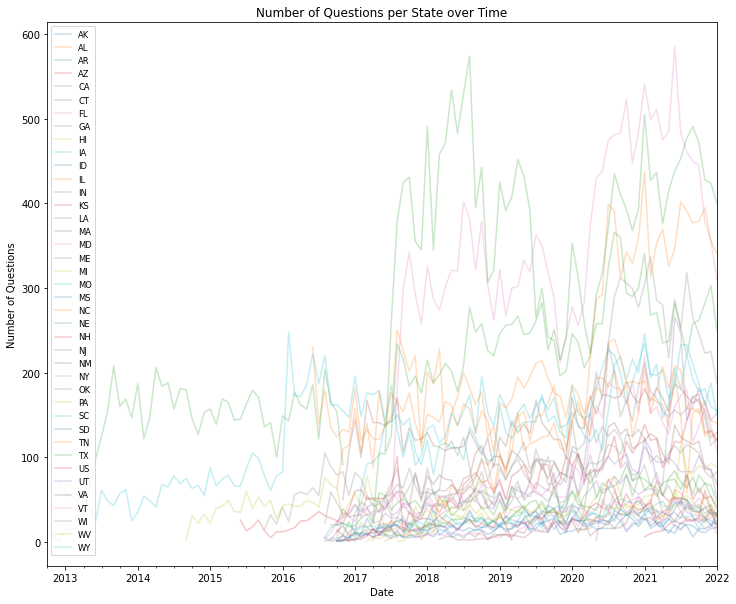 Number of Questions per State over Time
600
500
400
300
200
100
0
Number of Questions
AK
AL
AR
AZ
CA
CT
FL
GA
HI
IA
ID
IL
IN
KS
LA
MA
MD
ME
MI
MO
MS
NC
NE
NH
NJ
NM
NY
OK
PA
SC
SD
TN
TX
US
UT
VA
VT
WI
WV
WY
2013 2014 2015 2016 2017 2018 2019 2020 2021 2022
Date